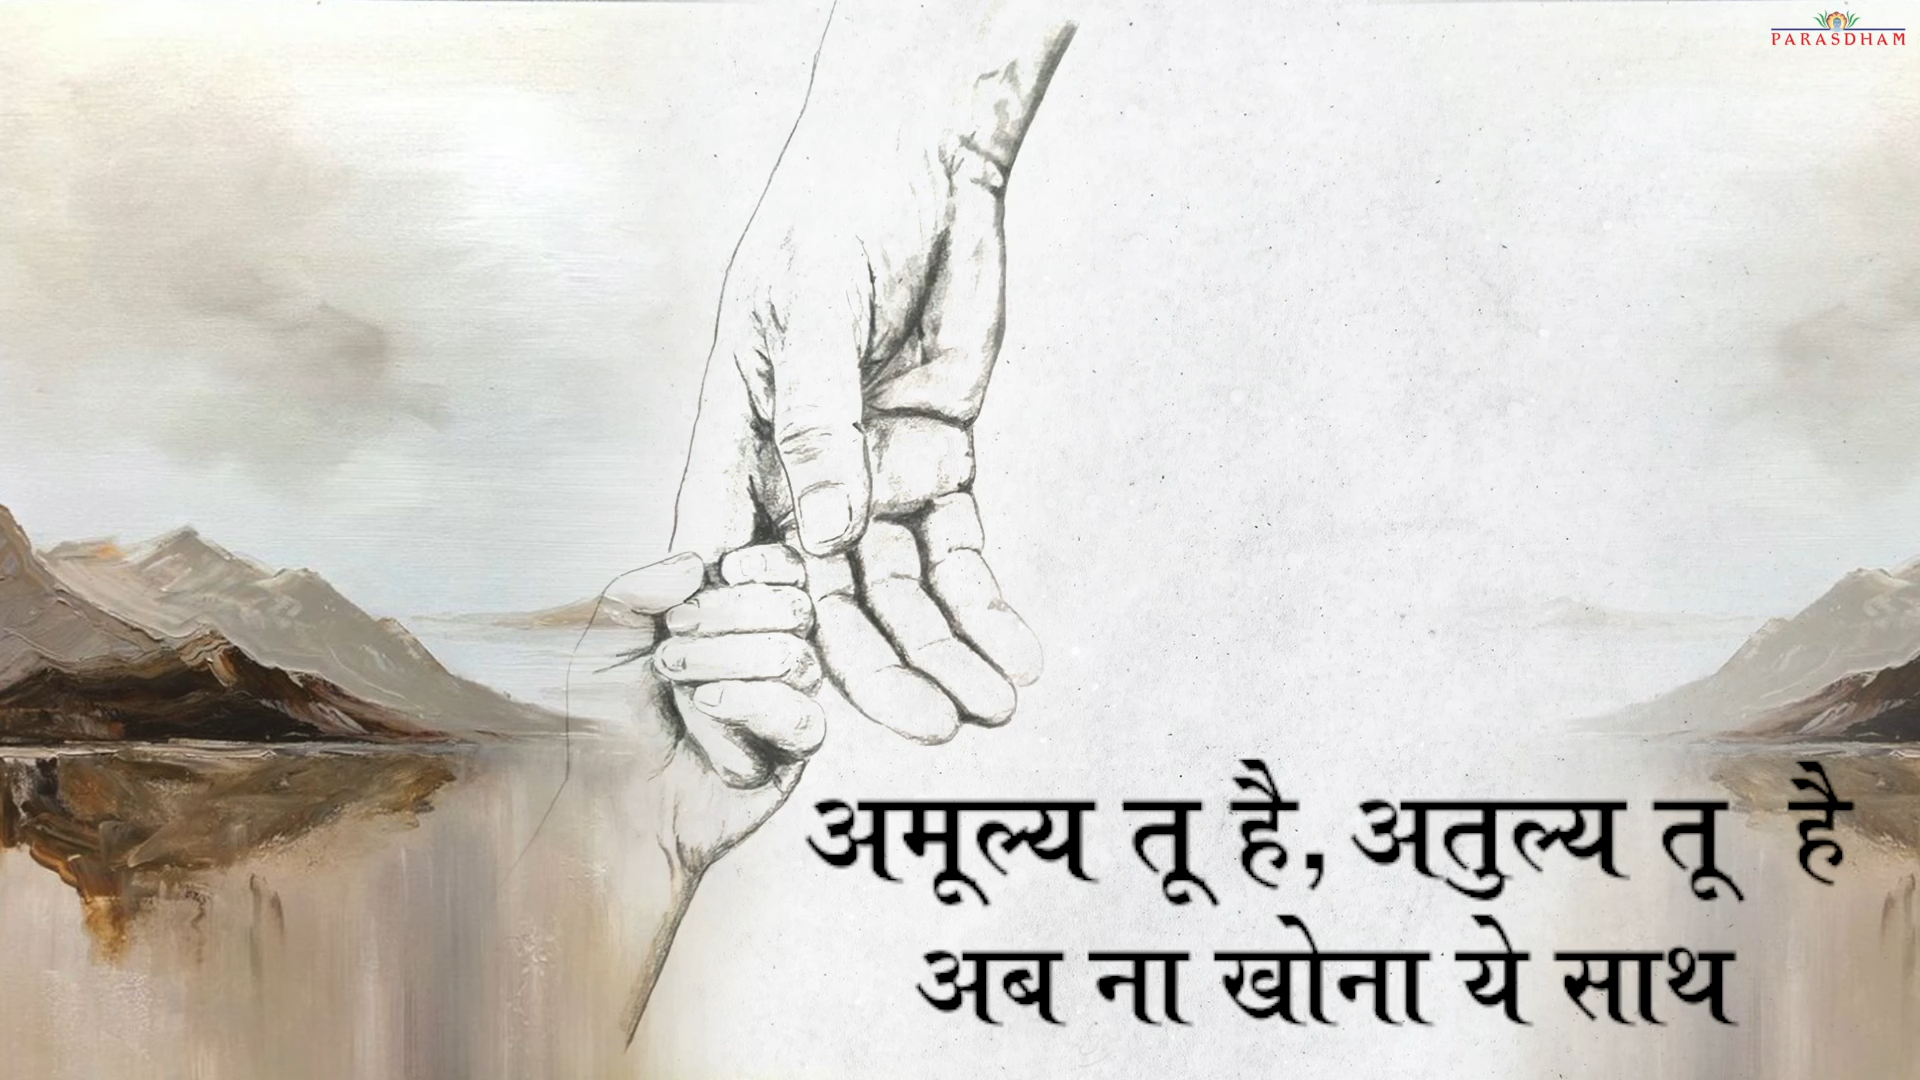 PARASDHAM
अमूल्य तू है, अतुल्य तू है
अब ना खोना ये साथ